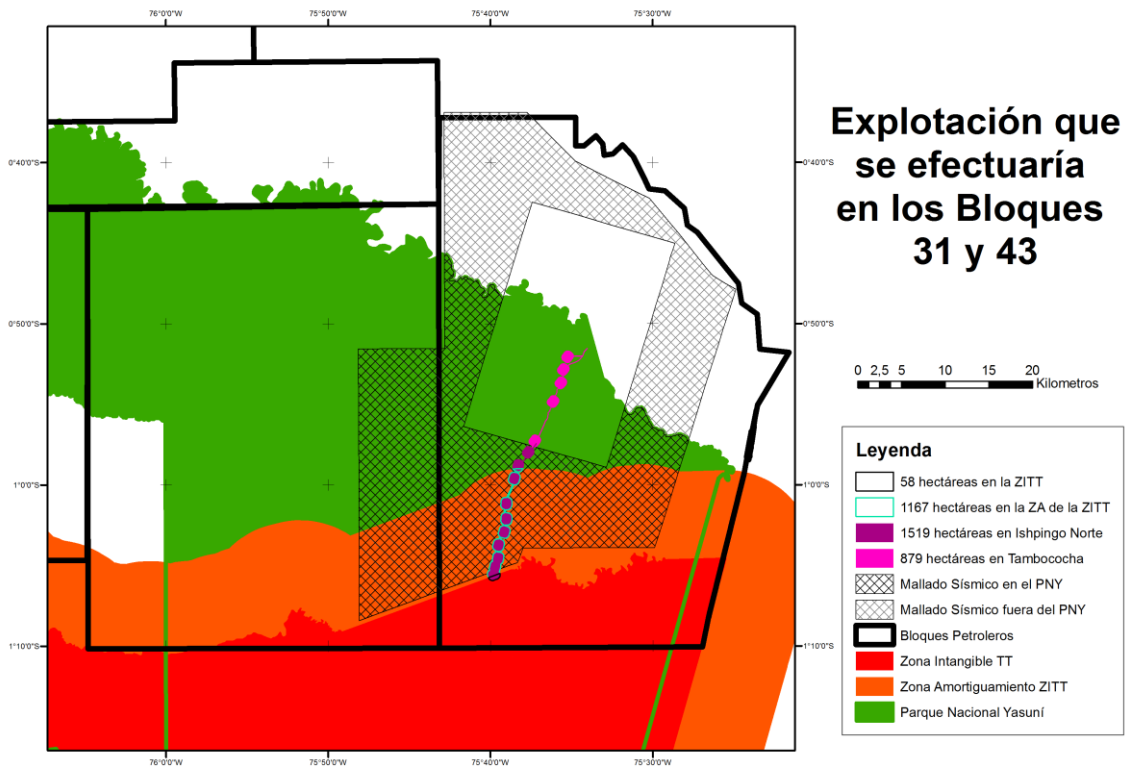 76°0'0"W 75°50'0"W 75°40'0"W 75°30'0"W
0°40'0"S 0°40'0"S
0°50'0"S 0°50'0"S
1°0'0"S 1°0'0"S
1°10'0"S 1°10'0"S
76°0'0"W 75°50'0"W 75°40'0"W 75°30'0"W
Explotación que
se efectuaría
en los Bloques
31 y 43
0 2,5 5 10 15 20
Kilometros
Leyenda
58 hectáreas en la ZITT
1167 hectáreas en la ZA de la ZITT
1519 hectáreas en Ishpingo Norte
879 hectáreas en Tambococha
Mallado Sísmico en el PNY
Mallado Sísmico fuera del PNY
Bloques Petroleros
Zona Intangible TT
Zona Amortiguamiento ZITT
Parque Nacional Yasuní